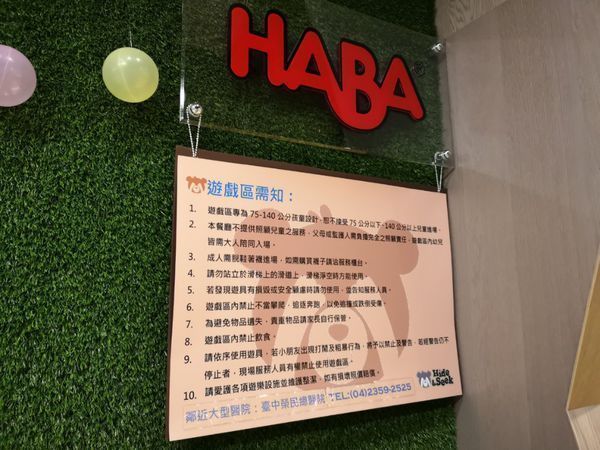 HABA
遊戲區需知：
1. 遊戲區專為 75-140 公分孩童設計，恕不接受 75 公分以下、140 公分以上兒童進場。
2. 本餐廳不提供照顧兒童之服務，父母或監護人需負擔完全之照顧責任，遊戲區內幼兒
皆需大人陪同入場。
3. 成人需脫鞋著襪進場，如需購買襪子請洽服務櫃台。
4. 請勿站立於滑梯上的滑道上，滑梯淨空時方能使用。
5. 若發現遊具有損毀或安全顧慮時請勿使用，並告知服務人員。
6. 遊戲區內禁止不當攀爬、追逐奔跑，以免追撞或跌倒受傷。
7. 為避免物品遺失，貴重物品請家長自行保管。
8. 遊戲區內禁止飲食。
9. 請依序使用遊具，若小朋友出現打鬧及粗暴行為，將予以禁止及警告，若經警告仍不
停止者，現場服務人員有權禁止使用遊戲區。
10. 請愛護各項遊樂設施並維護整潔，如有損壞照價賠償。
Hide
& Seek
鄰近大型醫院：臺中榮民總醫院 TEL:(04)2359-2525